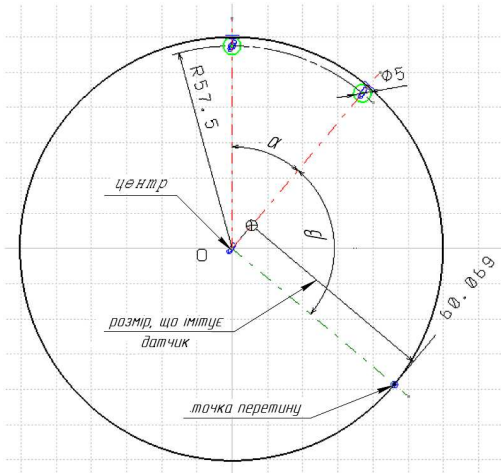 Ø5
R57.5
α
центр
β
О
60.069
розмір, що імітує
датчик
точка перетину